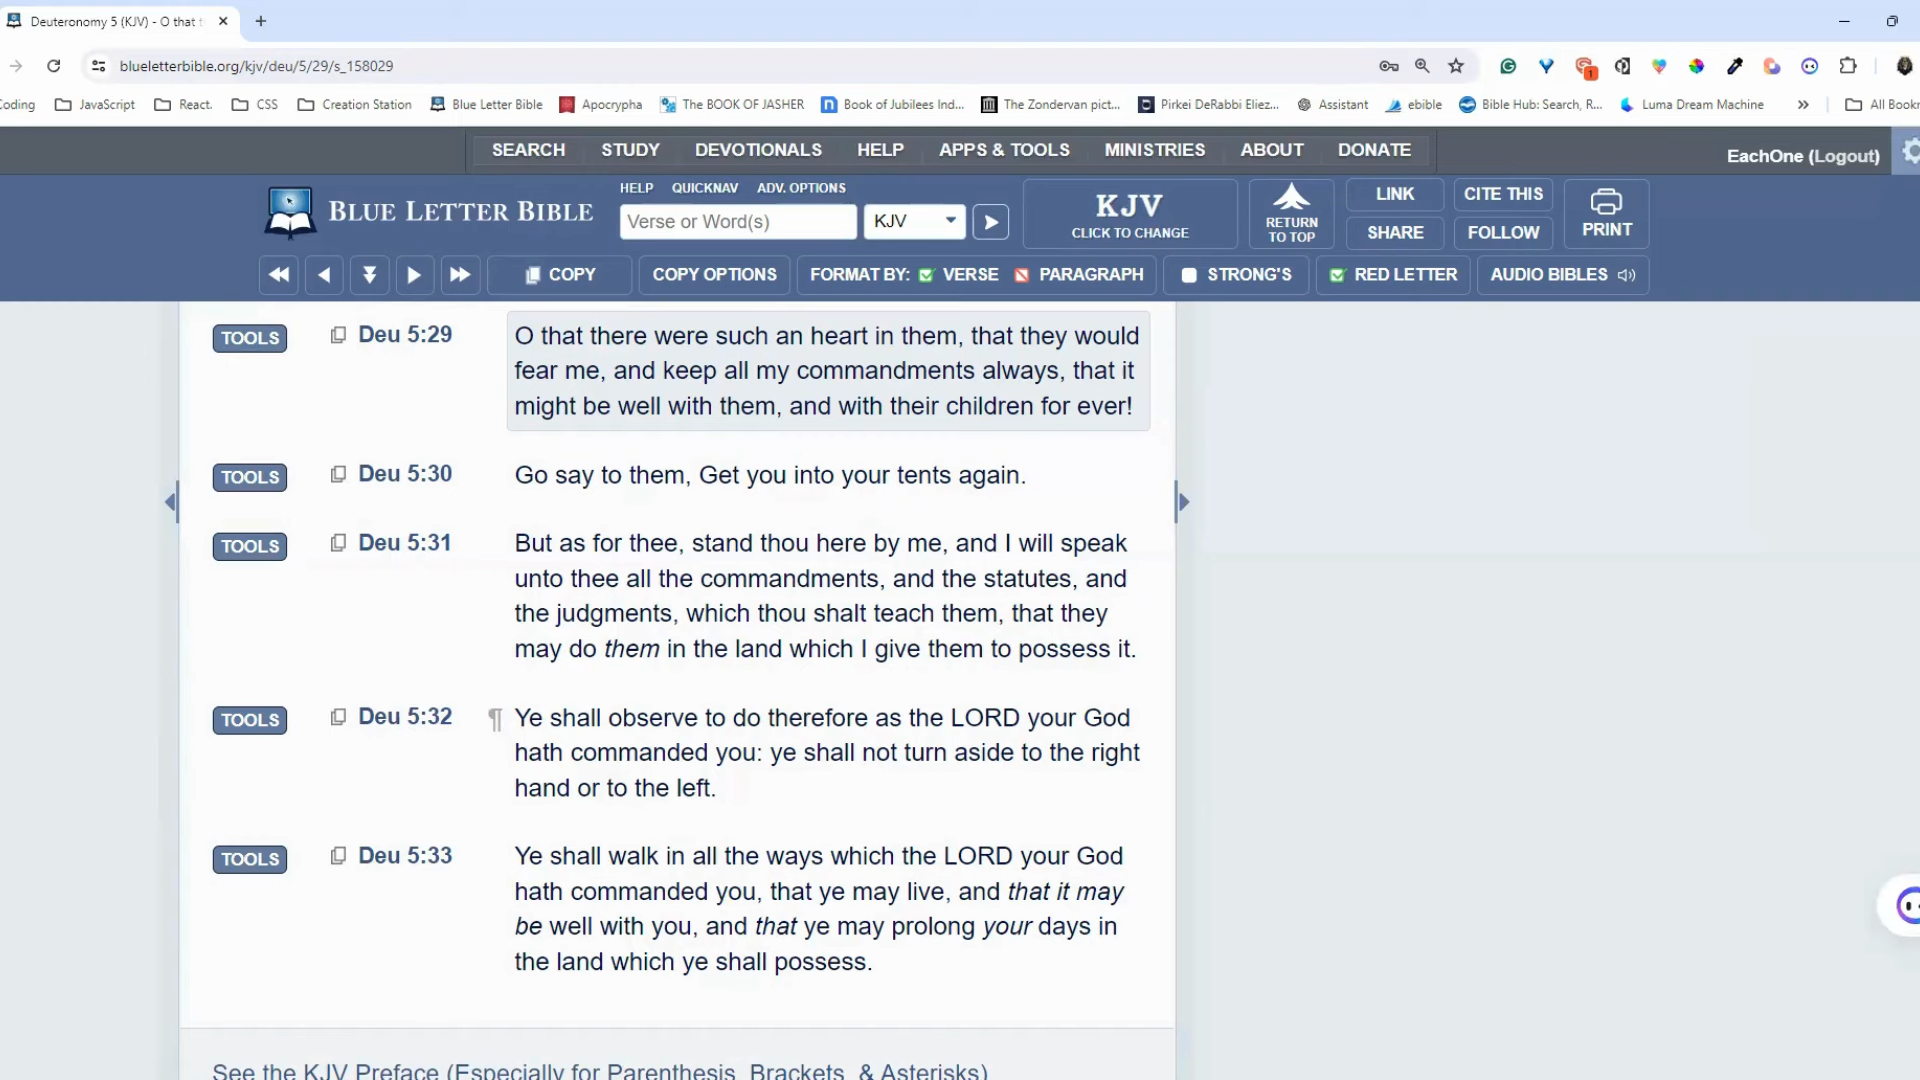 Deuteronomy 5 (KJV) - O that t
blueletterbible.org/kjv/deu/5/29/s_158029
1
Coding JavaScript React. CSS Creation Station Blue Letter Bible Apocrypha The BOOK OF JASHER Book of Jubilees Ind... The Zondervan pict... Pirkei DeRabbi Eliez... Assistant ebible Bible Hub: Search, R... Luma Dream Machine » All Bookm
SEARCH STUDY DEVOTIONALS HELP APPS & TOOLS MINISTRIES ABOUT DONATE
EachOne (Logout)
BLUE LETTER BIBLE
HELP QUICKNAV ADV. OPTIONS
Verse or Word(s) KJV
KJV
CLICK TO CHANGE
RETURN
TO TOP
LINK CITE THIS
SHARE FOLLOW
PRINT
COPY COPY OPTIONS FORMAT BY: VERSE PARAGRAPH STRONG'S RED LETTER AUDIO BIBLES
TOOLS Deu 5:29 O that there were such an heart in them, that they would
fear me, and keep all my commandments always, that it
might be well with them, and with their children for ever!
TOOLS Deu 5:30 Go say to them, Get you into your tents again.
TOOLS Deu 5:31 But as for thee, stand thou here by me, and I will speak
unto thee all the commandments, and the statutes, and
the judgments, which thou shalt teach them, that they
may do them in the land which I give them to possess it.
TOOLS Deu 5:32 ¶ Ye shall observe to do therefore as the LORD your God
hath commanded you: ye shall not turn aside to the right
hand or to the left.
TOOLS Deu 5:33 Ye shall walk in all the ways which the LORD your God
hath commanded you, that ye may live, and that it may
be well with you, and that ye may prolong your days in
the land which ye shall possess.
See the KJV Preface (Especially for Parenthesis, Brackets, & Asterisks)